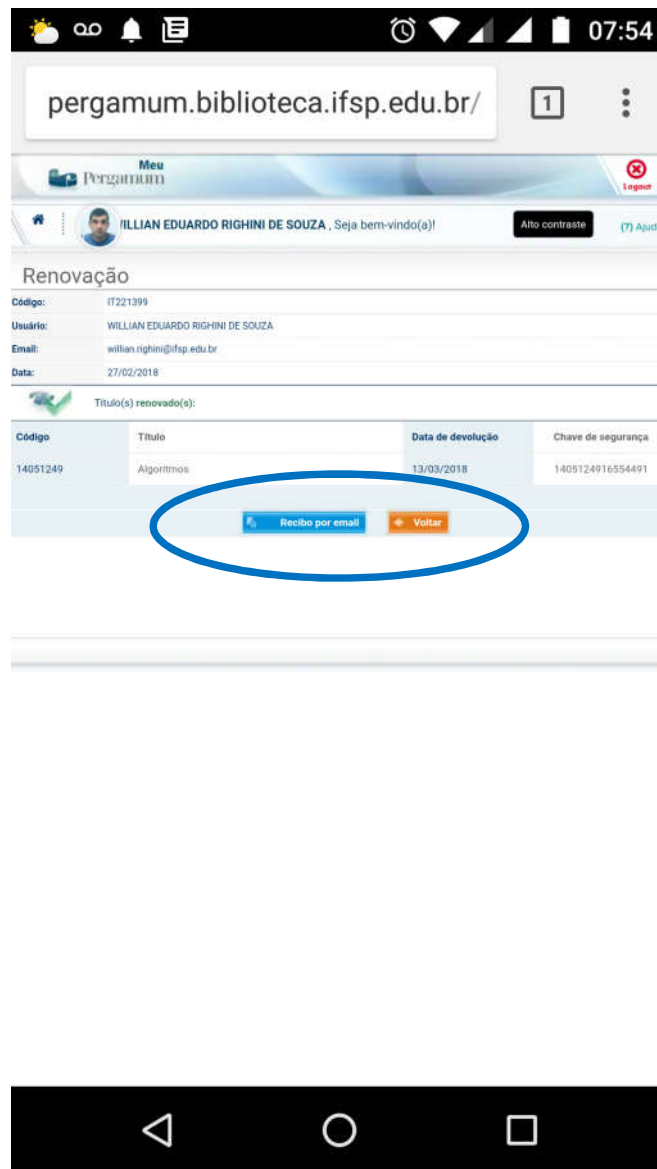 07:54
pergamum.biblioteca.ifsp.edu.br/ 1
Meu
Pergamum
Logout
ILLIAN EDUARDO RIGHINI DE SOUZA , Seja bem-vindo(a)! Alto contraste (?) Ajud
Renovação
Código: IT221399
Usuário: WILLIAN EDUARDO RIGHINI DE SOUZA
Email: willian.righini@ifsp.edu.br
Data: 27/02/2018
Título(s) renovado(s):
Código Título Data de devolução Chave de segurança
14051249 Algoritmos 13/03/2018 1405124916554491
Recibo por email Voltar